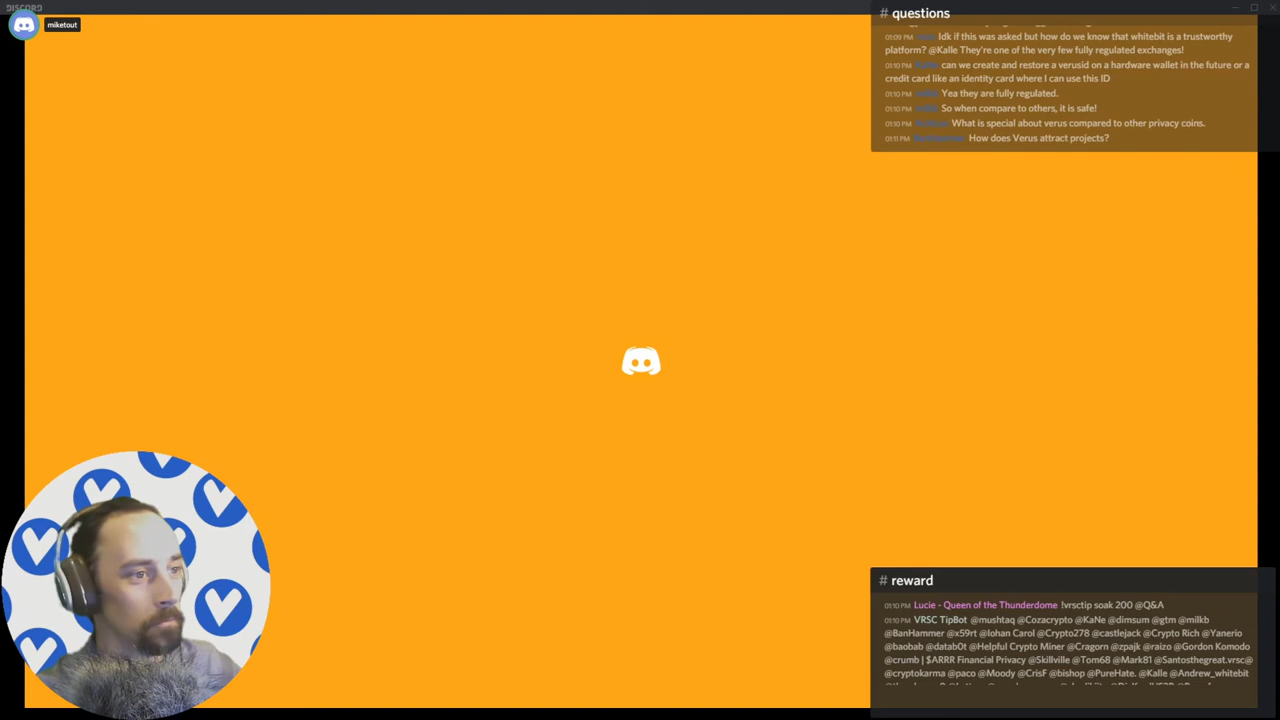 DISCORD
miketout
# questions
01:09 PM Idk if this was asked but how do we know that whitebit is a trustworthy
platform? @Kalle They're one of the very few fully regulated exchanges!
01:10 PM can we create and restore a verusid on a hardware wallet in the future or a
credit card like an identity card where I can use this ID
01:10 PM Yea they are fully regulated.
01:10 PM So when compare to others, it is safe!
01:10 PM What is special about verus compared to other privacy coins.
01:11 PM How does Verus attract projects?
# reward
01:10 PM Lucie - Queen of the Thunderdome !vrsctip soak 200 @Q&A
01:10 PM VRSC TipBot @mushtaq @Cozacrypto @KaNe @dimsum @gtm @milkb
@BanHammer @x59rt @Iohan Carol @Crypto278 @castlejack @Crypto Rich @Yanerio
@baobab @datab0t @Helpful Crypto Miner @Cragorn @zpajk @raizo @Gordon Komodo
@crumb | $ARRR Financial Privacy @Skillville @Tom68 @Mark81 @Santosthegreat.vrsc@
@cryptokarma @paco @Moody @CrisF @bishop @PureHate. @Kalle @Andrew_whitebit